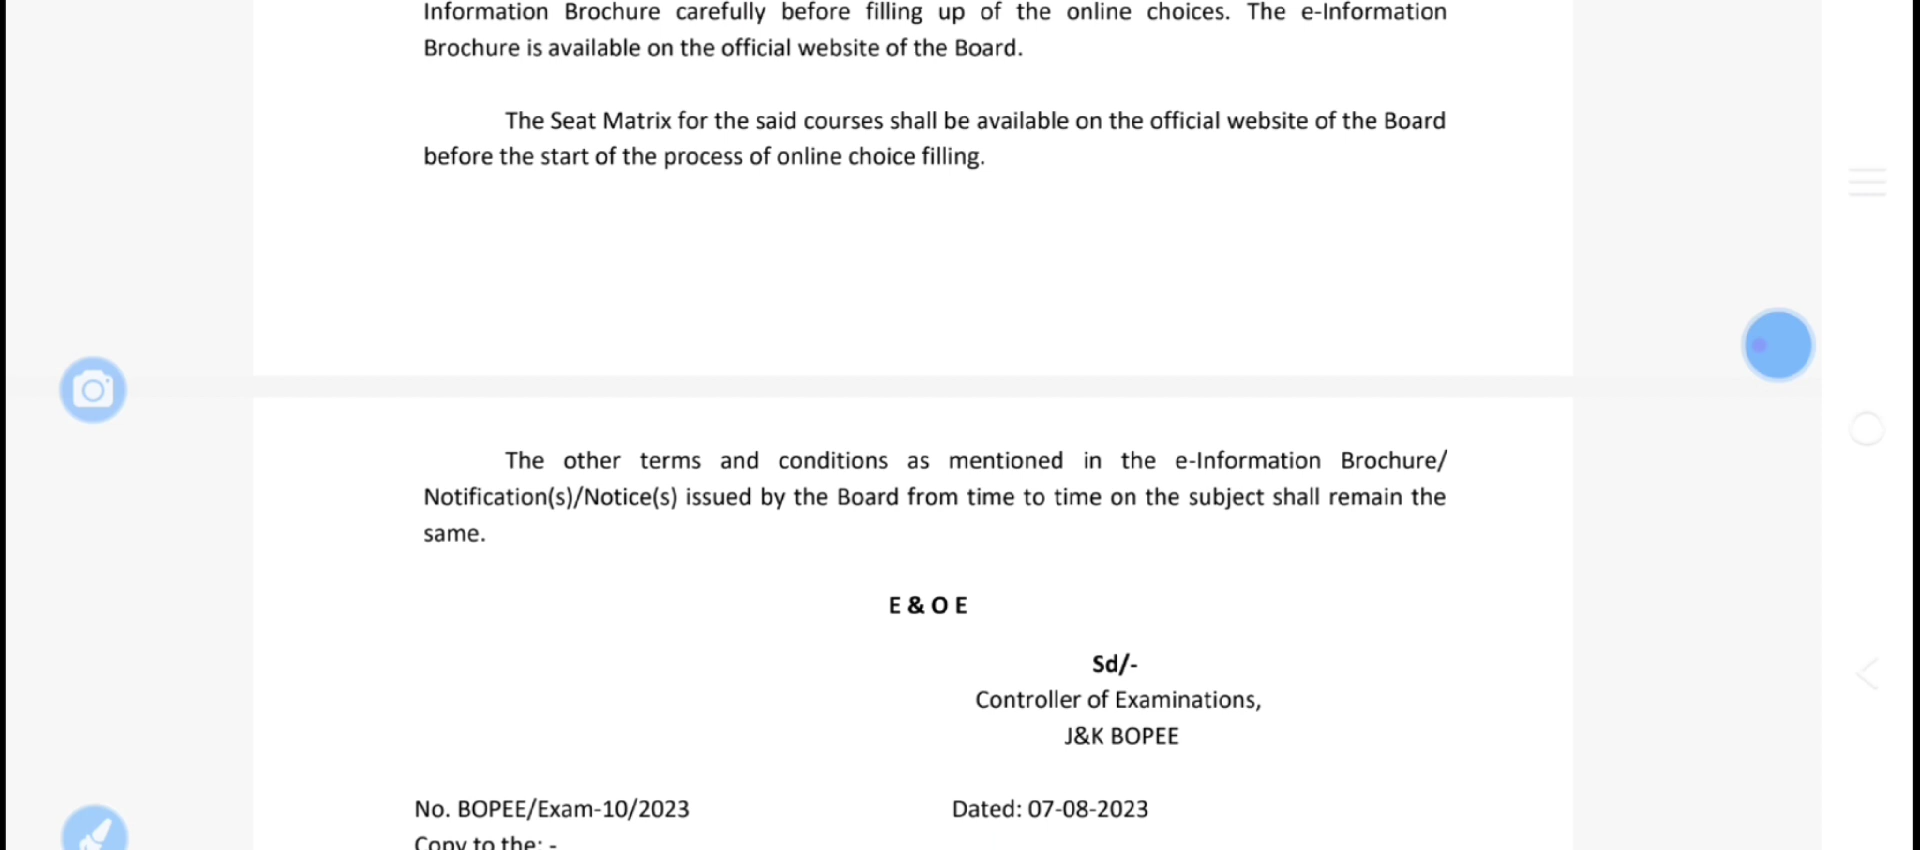 Information Brochure carefully before filling up of the online choices. The e-Information
Brochure is available on the official website of the Board.
The Seat Matrix for the said courses shall be available on the official website of the Board
before the start of the process of online choice filling.
The other terms and conditions as mentioned in the e-Information Brochure/
Notification(s)/Notice(s) issued by the Board from time to time on the subject shall remain the
same.
E & O E
Sd/-
Controller of Examinations,
J&K BOPEE
No. BOPEE/Exam-10/2023 Dated: 07-08-2023
Copy to the: -